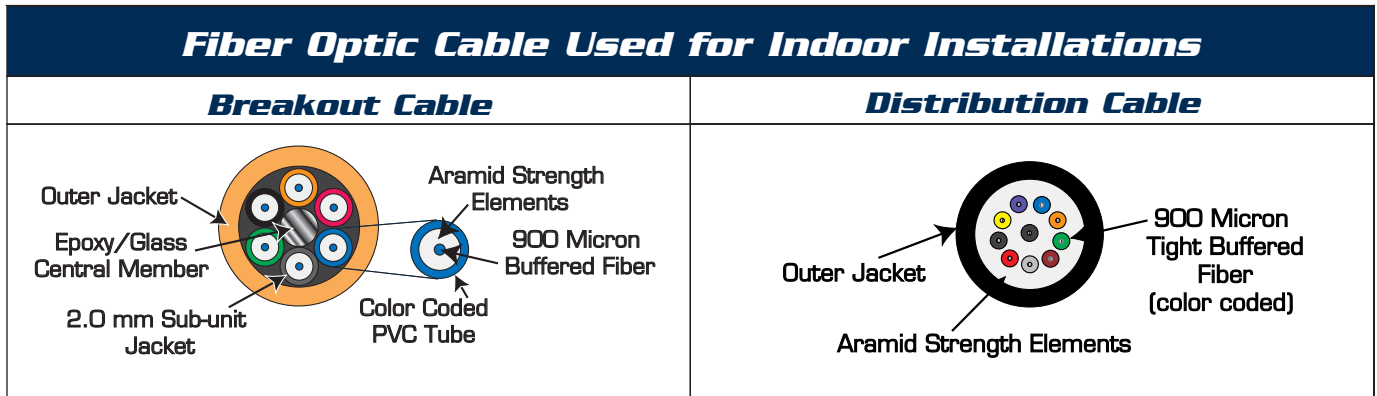 Fiber Optic Cable Used for Indoor Installations
Breakout Cable
Outer Jacket
Epoxy/Glass
Central Member
2.0 mm Sub-unit
Jacket
Aramid Strength
Elements
900 Micron
Buffered Fiber
Color Coded
PVC Tube
Distribution Cable
Outer Jacket
Aramid Strength Elements
900 Micron
Tight Buffered
Fiber
(color coded)